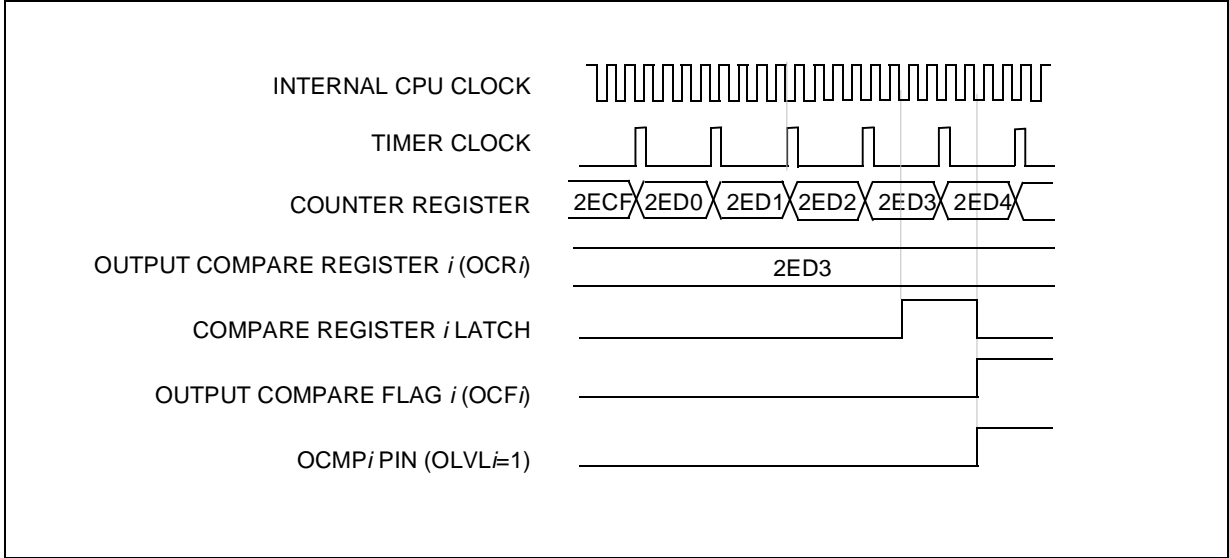 INTERNAL CPU CLOCK
TIMER CLOCK
COUNTER REGISTER 2ECF 2ED0 2ED1 2ED2 2ED3 2ED4
OUTPUT COMPARE REGISTER i (OCRi) 2ED3
COMPARE REGISTER i LATCH
OUTPUT COMPARE FLAG i (OCFi)
OCMPi PIN (OLVLi=1)